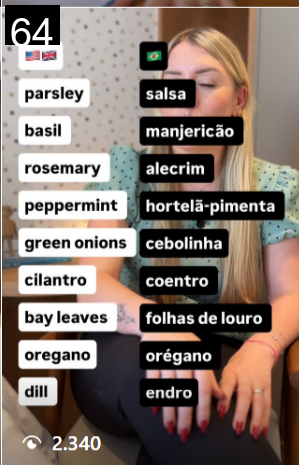 64
parsley salsa
basil manjericão
rosemary alecrim
peppermint hortelã-pimenta
green onions cebolinha
cilantro coentro
bay leaves folhas de louro
oregano orégano
dill endro
2.340